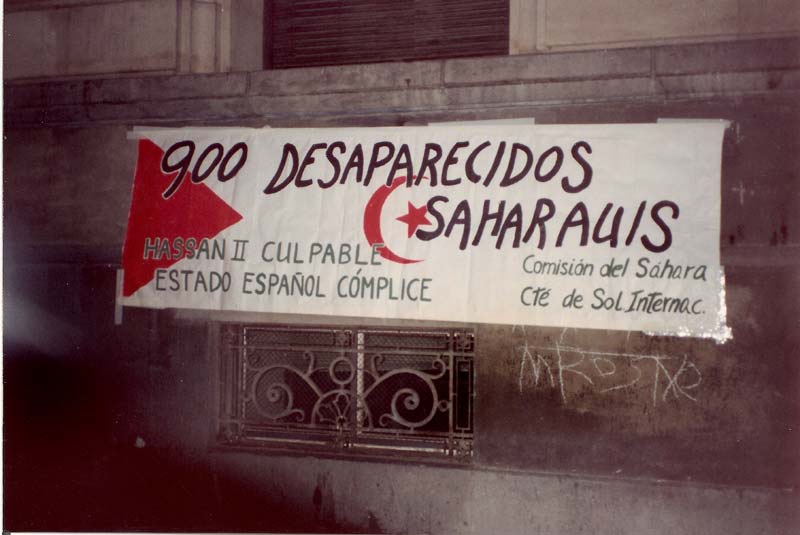 900 DESAPARECIDOS
SAHARAUIS
HASSAN II CULPABLE
ESTADO ESPAÑOL CÓMPLICE
Comisión del Sáhara
Cté de Sol. Internac.